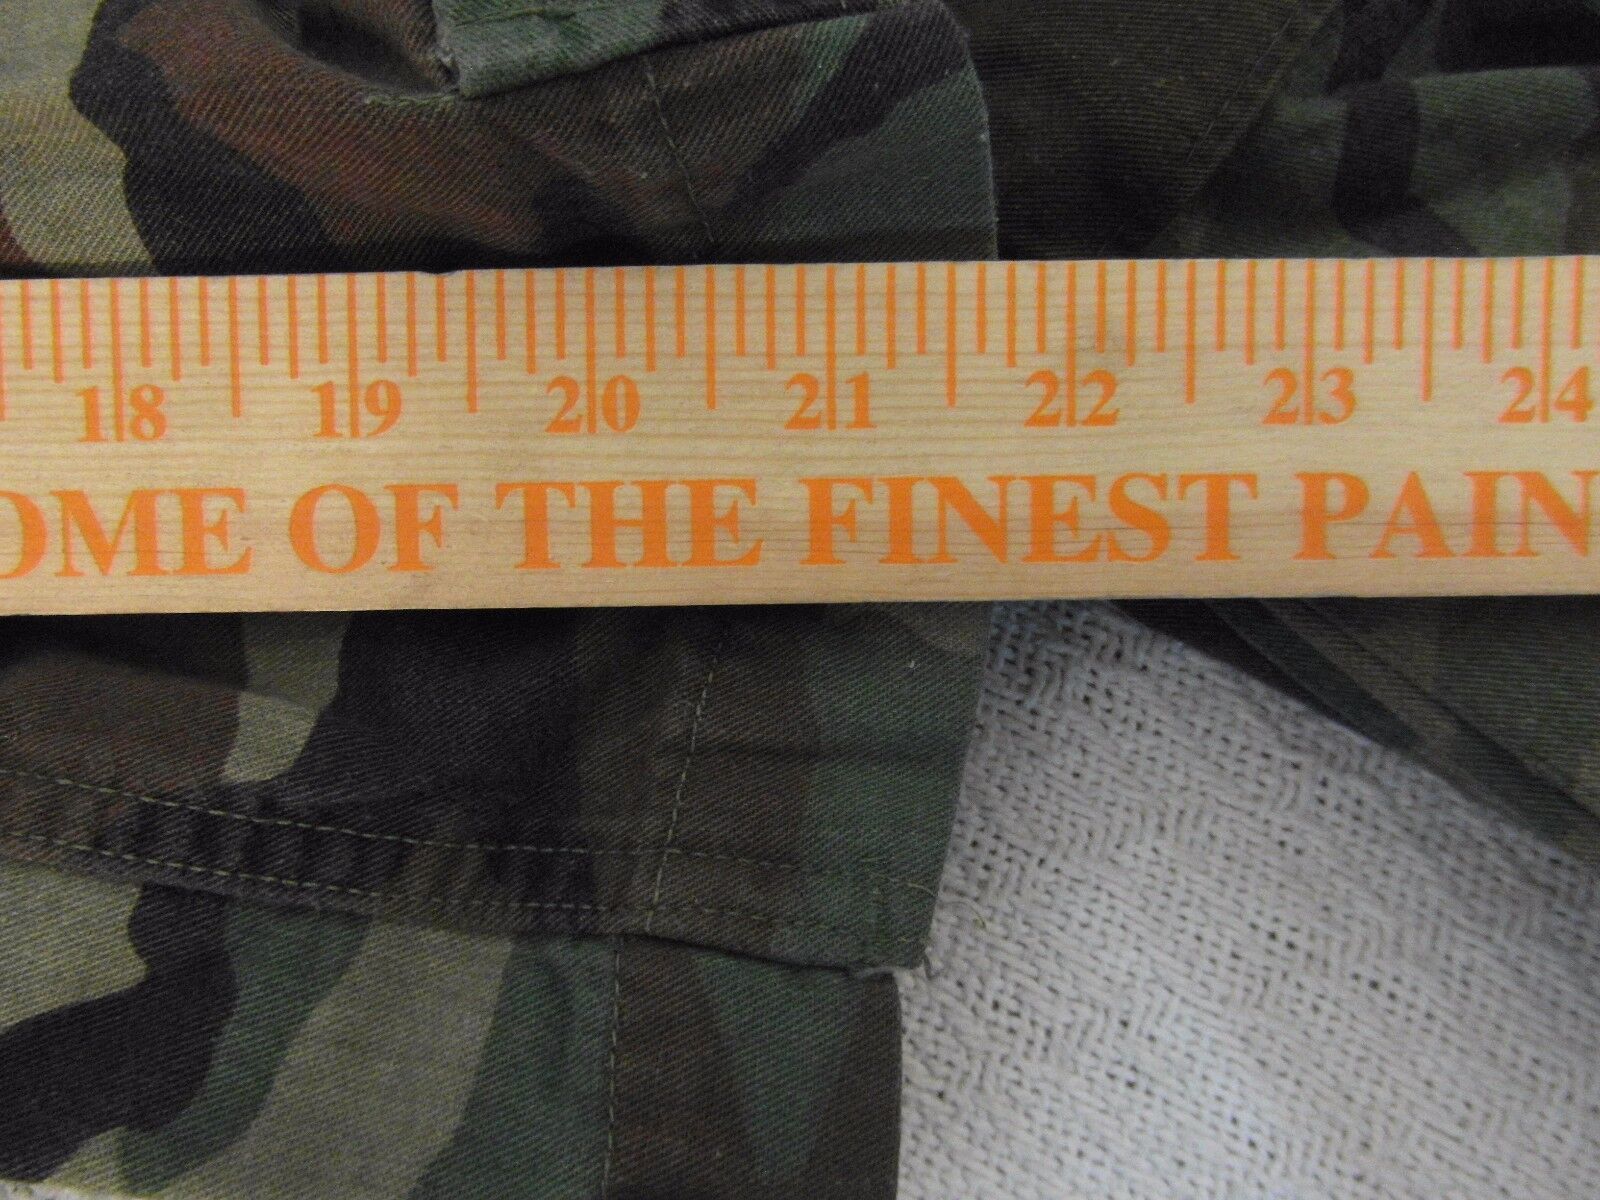 18 19 20 21 22 23 24
OME OF THE FINEST PAIN